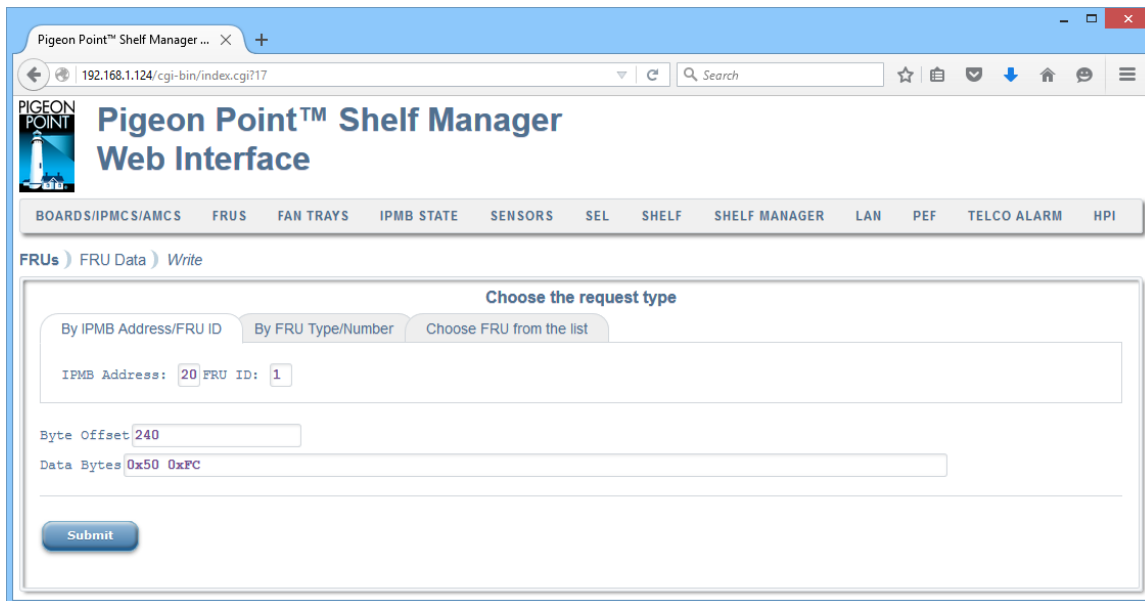 Pigeon Point™ Shelf Manager ...
192.168.1.124/cgi-bin/index.cgi?17 Search
PIGEON
POINT
Pigeon Point™ Shelf Manager
Web Interface
BOARDS/IPMCS/AMCS FRUS FAN TRAYS IPMB STATE SENSORS SEL SHELF SHELF MANAGER LAN PEF TELCO ALARM HPI
FRUs FRU Data Write
Choose the request type
By IPMB Address/FRU ID By FRU Type/Number Choose FRU from the list
IPMB Address: 20 FRU ID: 1
Byte Offset 240
Data Bytes 0x50 0xFC
Submit